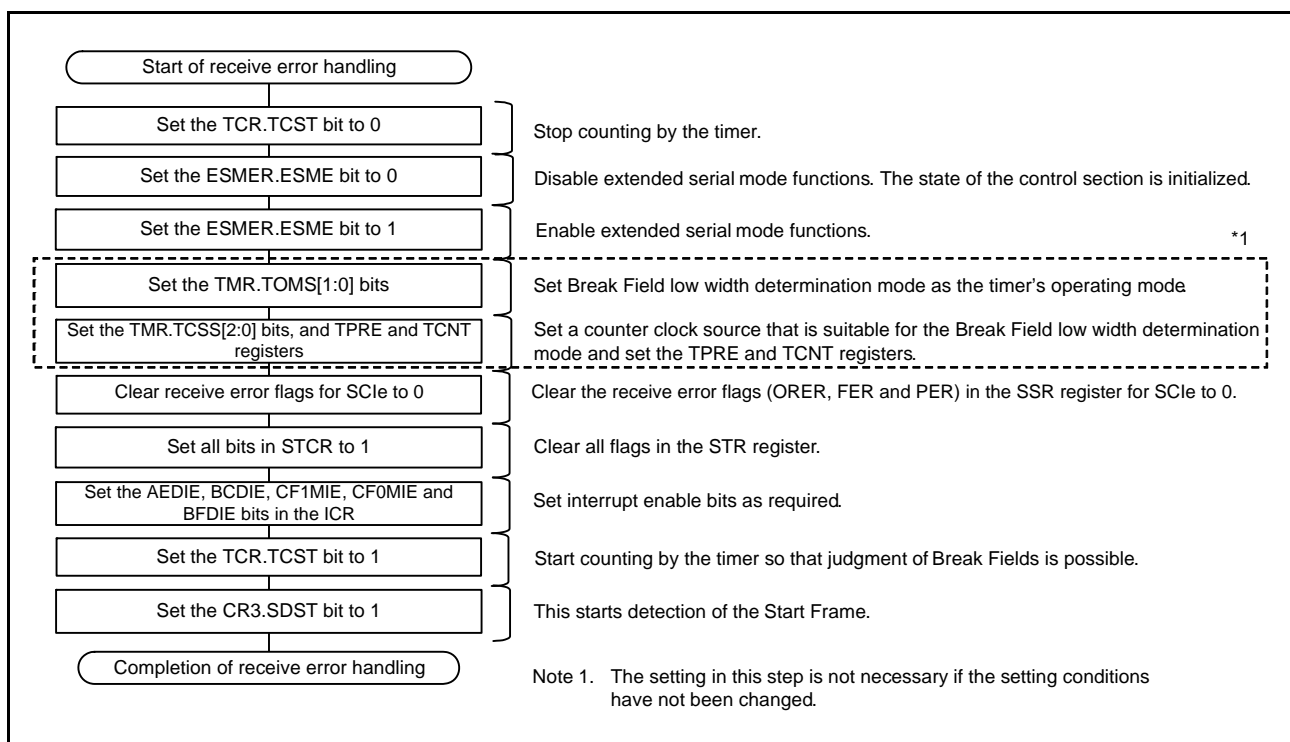 Start of receive error handling
Set the TCR.TCST bit to 0
Stop counting by the timer.
Set the ESMER.ESME bit to 0
Disable extended serial mode functions. The state of the control section is initialized.
Set the ESMER.ESME bit to 1
Enable extended serial mode functions.
*1
Set the TMR.TOMS[1:0] bits
Set Break Field low width determination mode as the timer's operating mode.
Set the TMR.TCSS[2:0] bits, and TPRE and TCNT
registers
Set a counter clock source that is suitable for the Break Field low width determination
mode and set the TPRE and TCNT registers.
Clear receive error flags for SCIe to 0
Clear the receive error flags (ORER, FER and PER) in the SSR register for SCIe to 0.
Set all bits in STCR to 1
Clear all flags in the STR register.
Set the AEDIE, BCDIE, CF1MIE, CF0MIE and
BFDIE bits in the ICR
Set interrupt enable bits as required.
Set the TCR.TCST bit to 1
Start counting by the timer so that judgment of Break Fields is possible.
Set the CR3.SDST bit to 1
This starts detection of the Start Frame.
Completion of receive error handling
Note 1. The setting in this step is not necessary if the setting conditions
have not been changed.